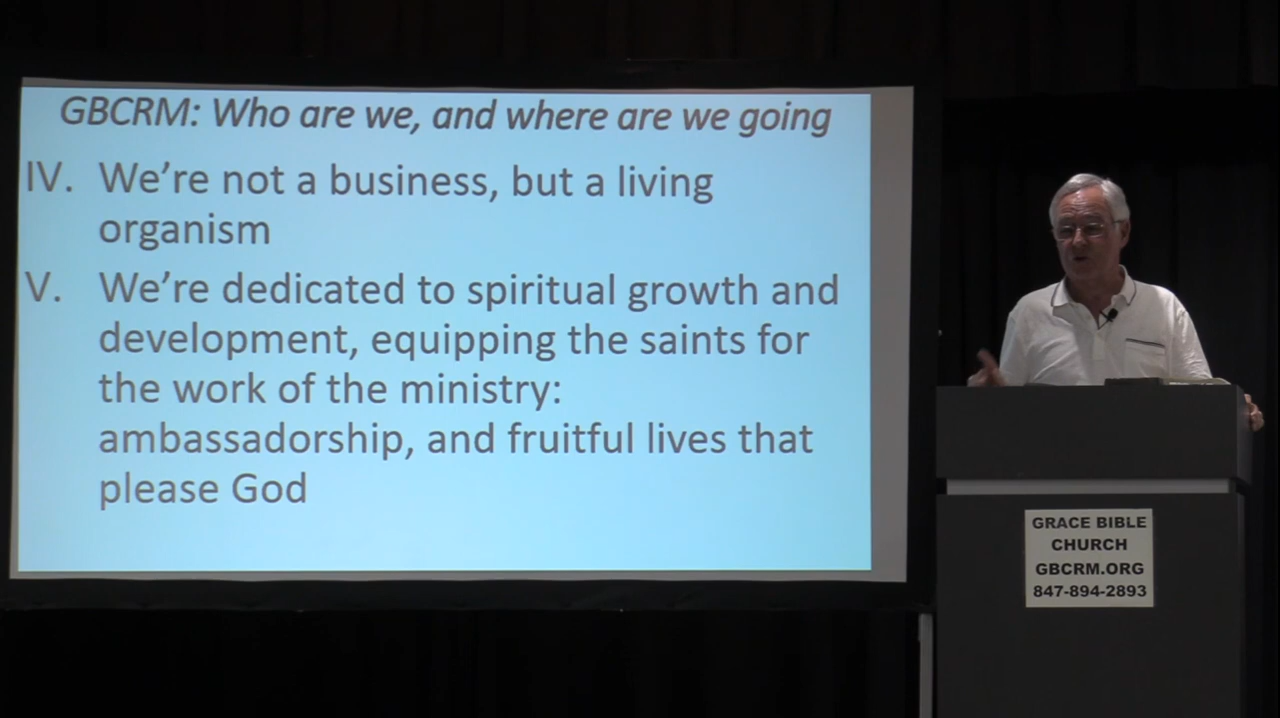 GBCRM: Who are we, and where are we going
IV. We're not a business, but a living
organism
V. We're dedicated to spiritual growth and
development, equipping the saints for
the work of the ministry:
ambassadorship, and fruitful lives that
please God
GRACE BIBLE
CHURCH
GBCRM.ORG
847-894-2893